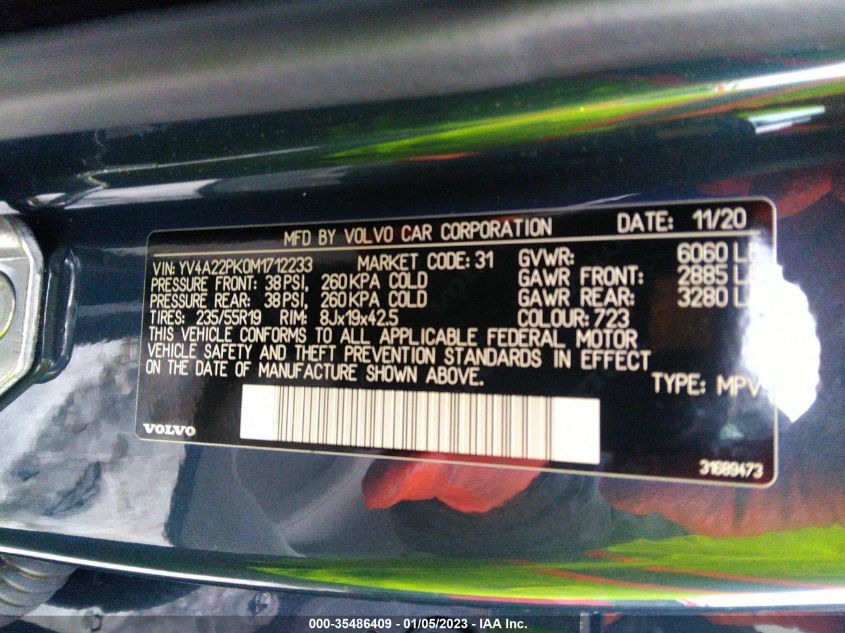 MFD BY VOLVO CAR CORPORATION DATE: 11/20
VIN: YV4A22PK0M1712233 MARKET CODE: 31 GVWR: 6060 LB
PRESSURE FRONT: 38 PSI, 260 KPA COLD GAWR FRONT: 2885
PRESSURE REAR: 38 PSI, 260 KPA COLD GAWR REAR: 3280
TIRES: 235/55R19 RIM: 8Jx19x42.5 COLOUR: 723
THIS VEHICLE CONFORMS TO ALL APPLICABLE FEDERAL MOTOR
VEHICLE SAFETY AND THEFT PREVENTION STANDARDS IN EFFECT
ON THE DATE OF MANUFACTURE SHOWN ABOVE.
TYPE: MPV
VOLVO
31689473
000-35486409 - 01/05/2023 - IAA Inc.